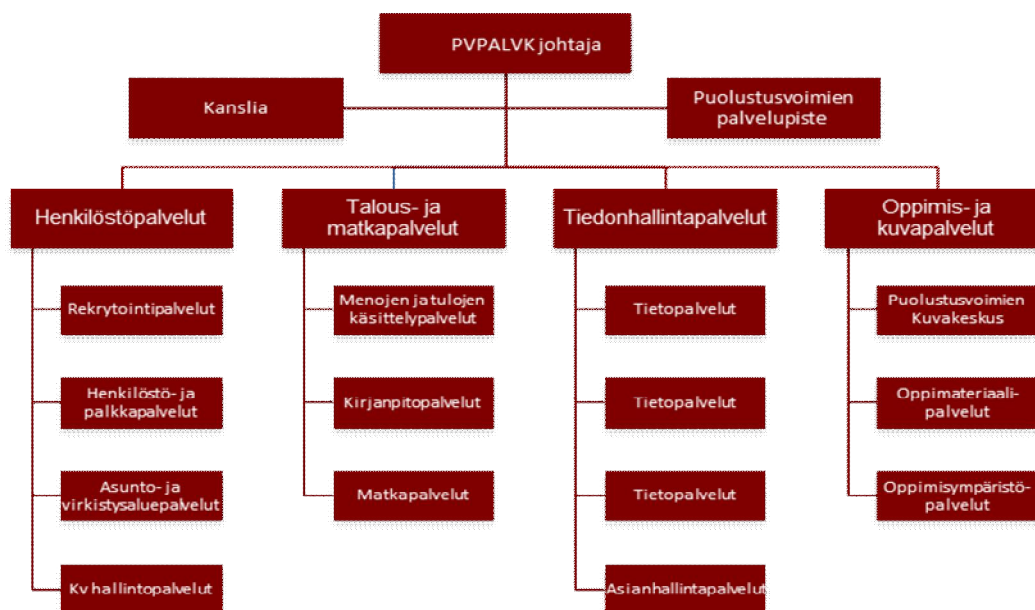 PVPALVK johtaja
Kanslia
Puolustusvoimien
palvelupiste
Henkilöstöpalvelut
Talous- ja
matkapalvelut
Tiedonhallintapalvelut
Oppimis- ja
kuvapalvelut
Rekrytointipalvelut
Menojen ja tulojen
käsittelypalvelut
Tietopalvelut
Puolustusvoimien
Kuvakeskus
Henkilöstö- ja
palkkapalvelut
Kirjanpitopalvelut
Tietopalvelut
Oppimateriaali-
palvelut
Asunto- ja
virkistysaluepalvelut
Matkapalvelut
Tietopalvelut
Oppimisympäristö-
palvelut
Kv hallintopalvelut
Asianhallintapalvelut